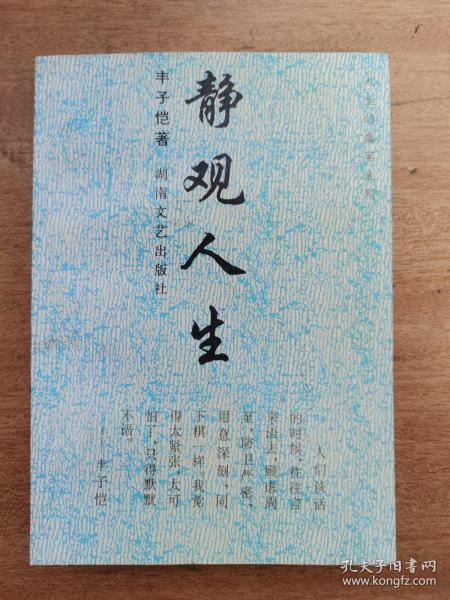 静观人生
丰子恺著
湖南文艺出版社
人们谈话
的时候，往往言
来语去，顾虑周
至，防卫严密，
用意深刻，同
下棋一样。我觉
得太紧张，太可
怕了，只得默默
不语。
丰子恺
孔夫子旧书网
www.kongfz.com